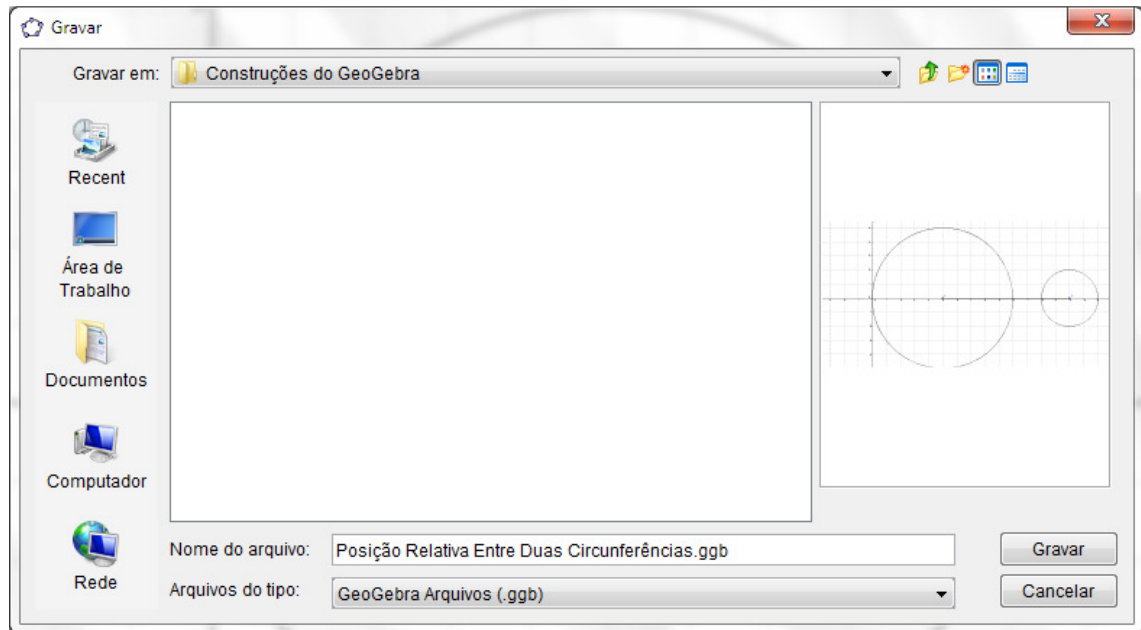 Gravar
Gravar em: Construções do GeoGebra
Recent
Área de
Trabalho
Documentos
Computador
Rede
Nome do arquivo: Posição Relativa Entre Duas Circunferências.ggb
Gravar
Arquivos do tipo: GeoGebra Arquivos (.ggb)
Cancelar